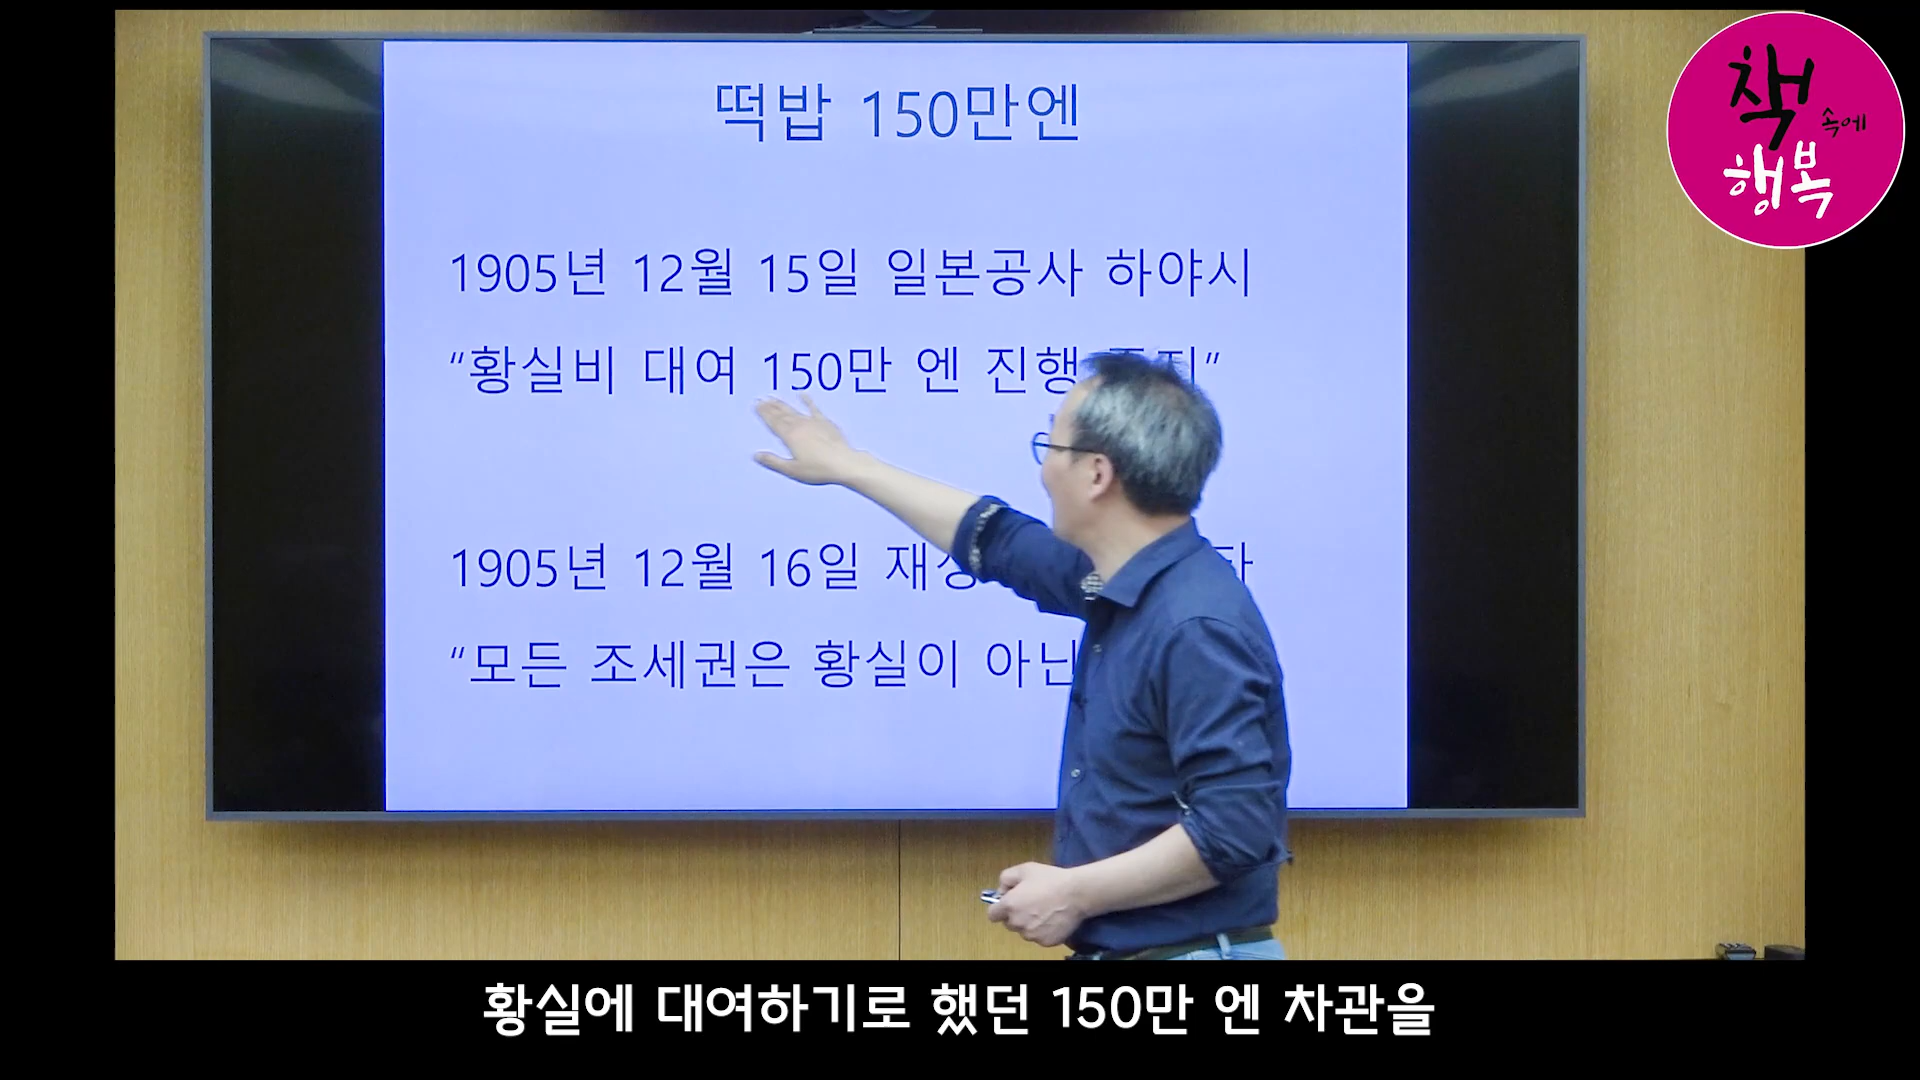 떡밥 150만엔
책
속에
행복
1905년 12월 15일 일본공사 하야시
“황실비 대여 150만 엔 진행
1905년 12월 16일
“모든 조세권은 황실이 아닌
황실에 대여하기로 했던 150만 엔 차관을